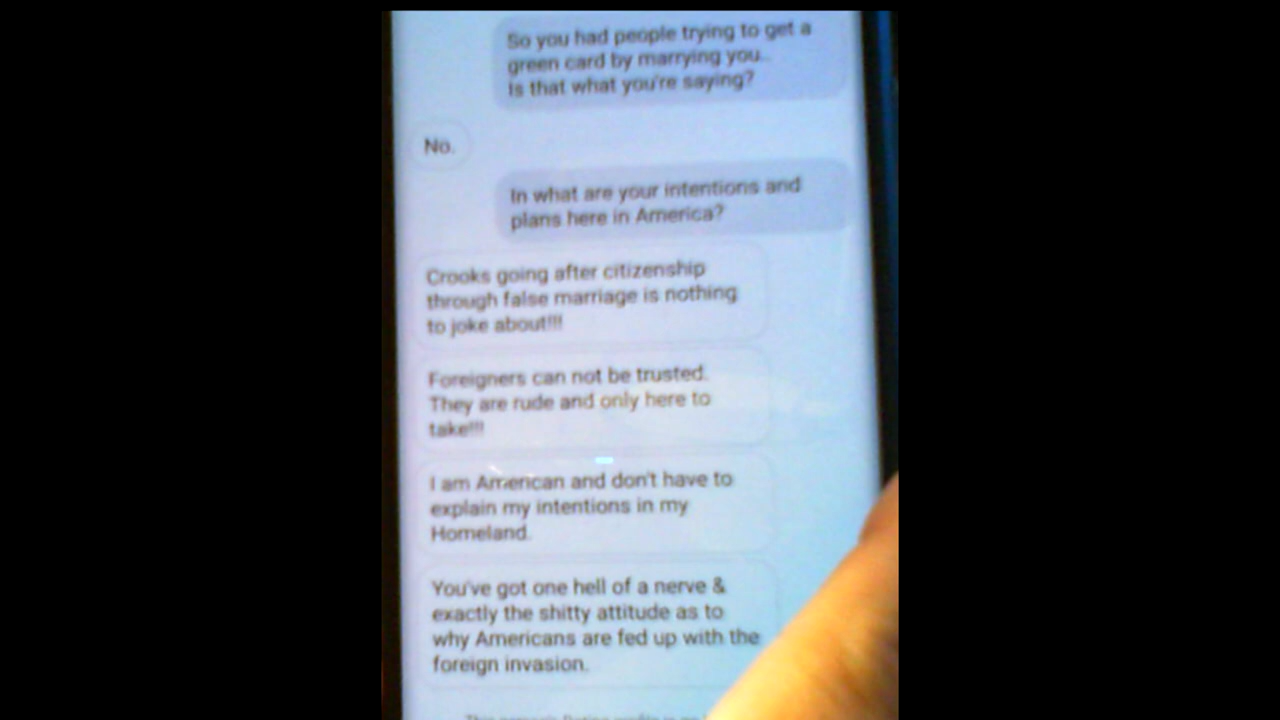 So you had people trying to get a
green card by marrying you..
Is that what you're saying?
No.
In what are your intentions and
plans here in America?
Crooks going after citizenship
through false marriage is nothing
to joke about!!!
Foreigners can not be trusted.
They are rude and only here to
take!!!
I am American and don't have to
explain my intentions in my
Homeland.
You've got one hell of a nerve &
exactly the shitty attitude as to
why Americans are fed up with the
foreign invasion.